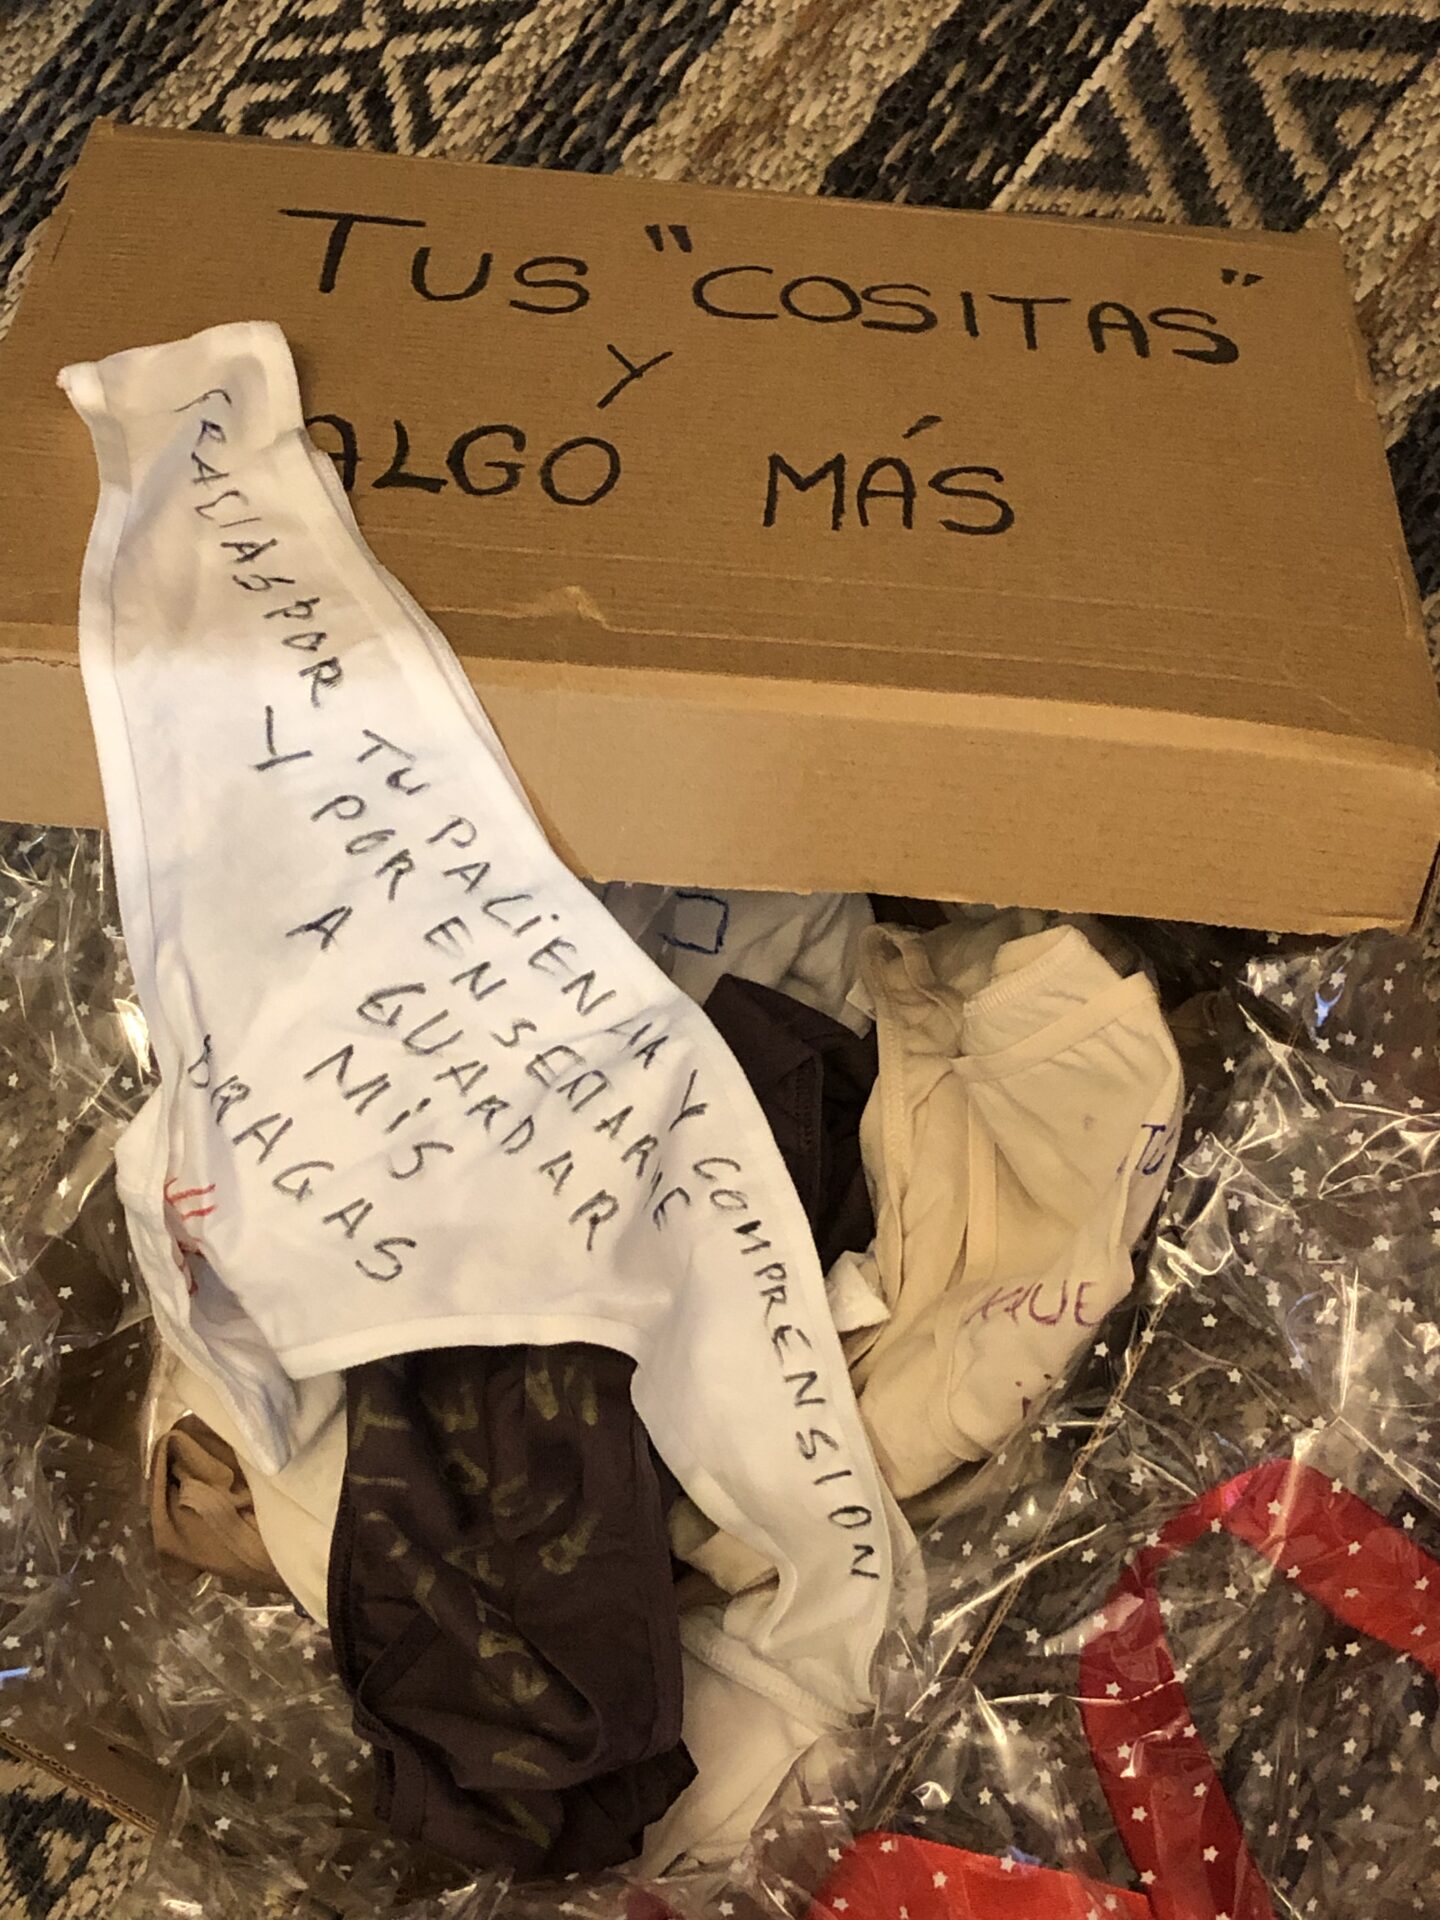 TUS "COSITAS"
Y
ALGO MÁS
GRACIAS POR TU PACIENCIA Y COMPRENSION
Y POR ENSEÑARME
A GUARDAR
MIS
BRAGAS